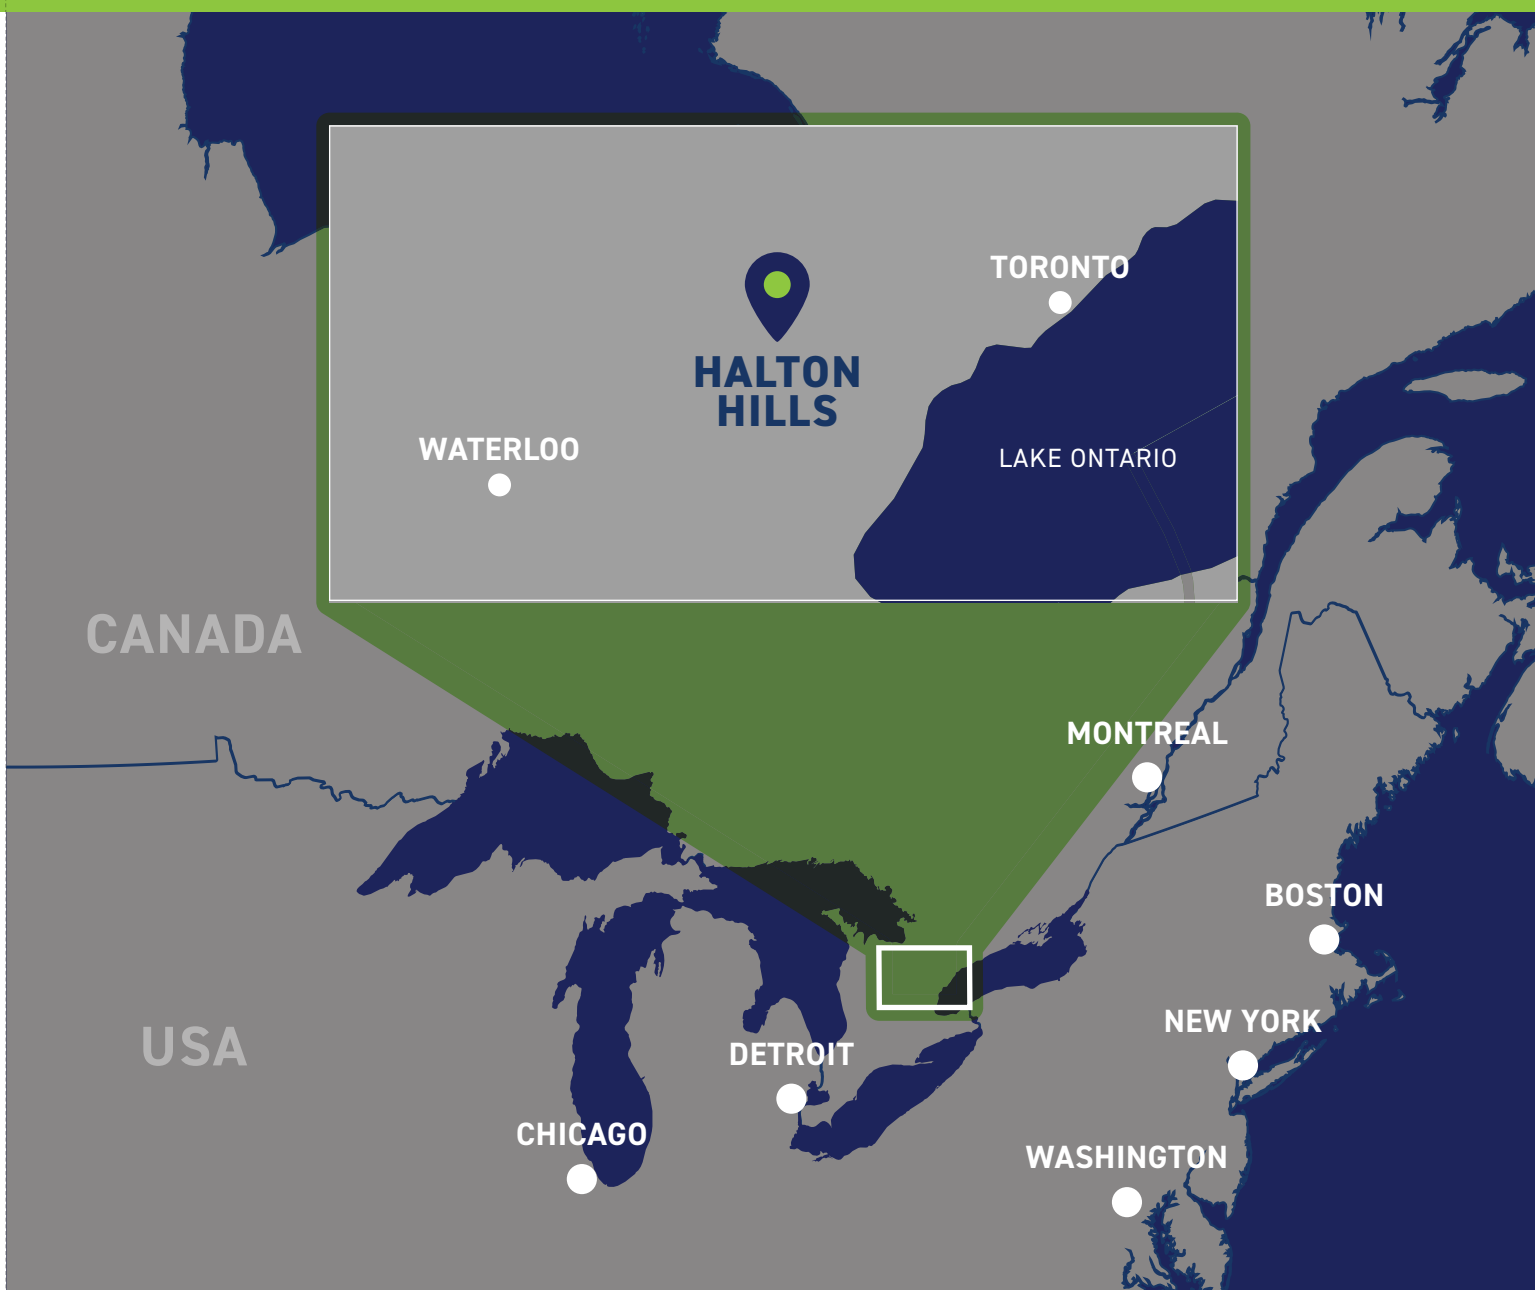 TORONTO
HALTON
HILLS
WATERLOO
LAKE ONTARIO
CANADA
MONTREAL
BOSTON
NEW YORK
USA
DETROIT
CHICAGO
WASHINGTON